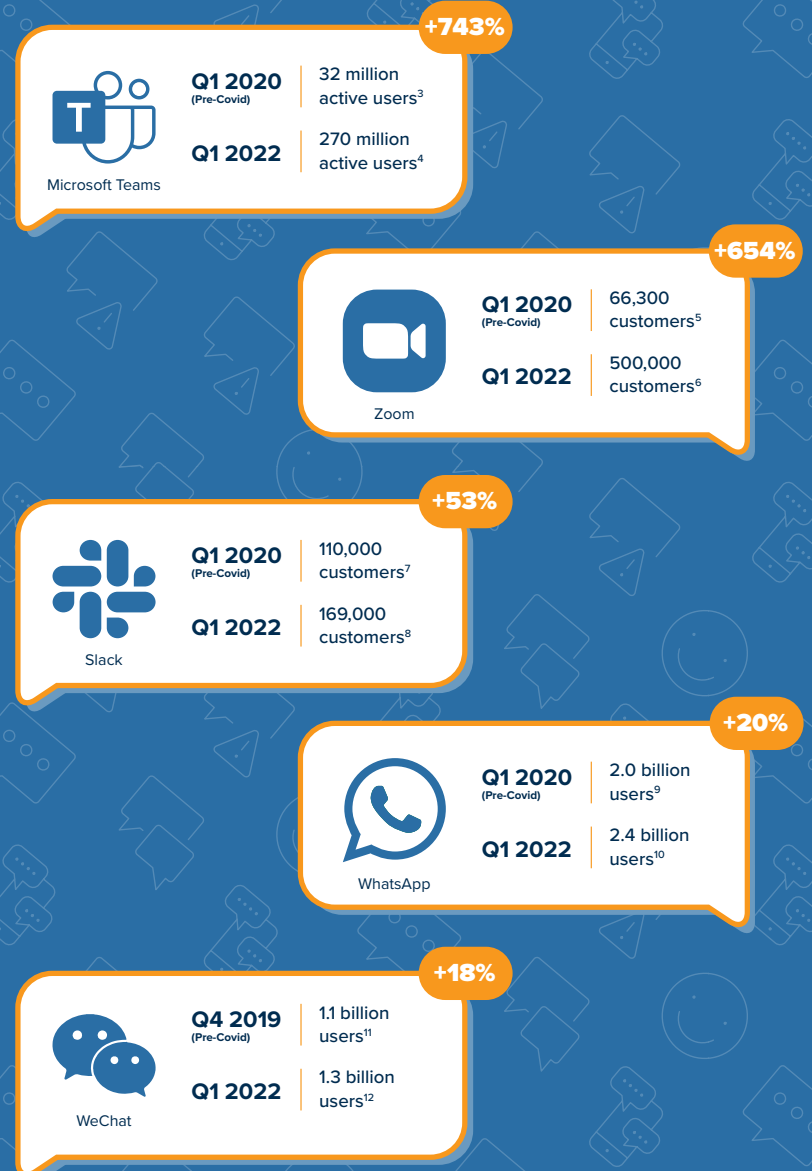 +743%
Q1 2020
(Pre-Covid)
32 million
active users³
T
Q1 2022
270 million
active users⁴
Microsoft Teams
+654%
Q1 2020
(Pre-Covid)
66,300
customers⁵
Q1 2022
500,000
customers⁶
Zoom
+53%
Q1 2020
(Pre-Covid)
110,000
customers⁷
Q1 2022
169,000
customers⁸
Slack
+20%
Q1 2020
(Pre-Covid)
2.0 billion
users⁹
Q1 2022
2.4 billion
users¹⁰
WhatsApp
+18%
Q4 2019
(Pre-Covid)
1.1 billion
users¹¹
Q1 2022
1.3 billion
users¹²
WeChat